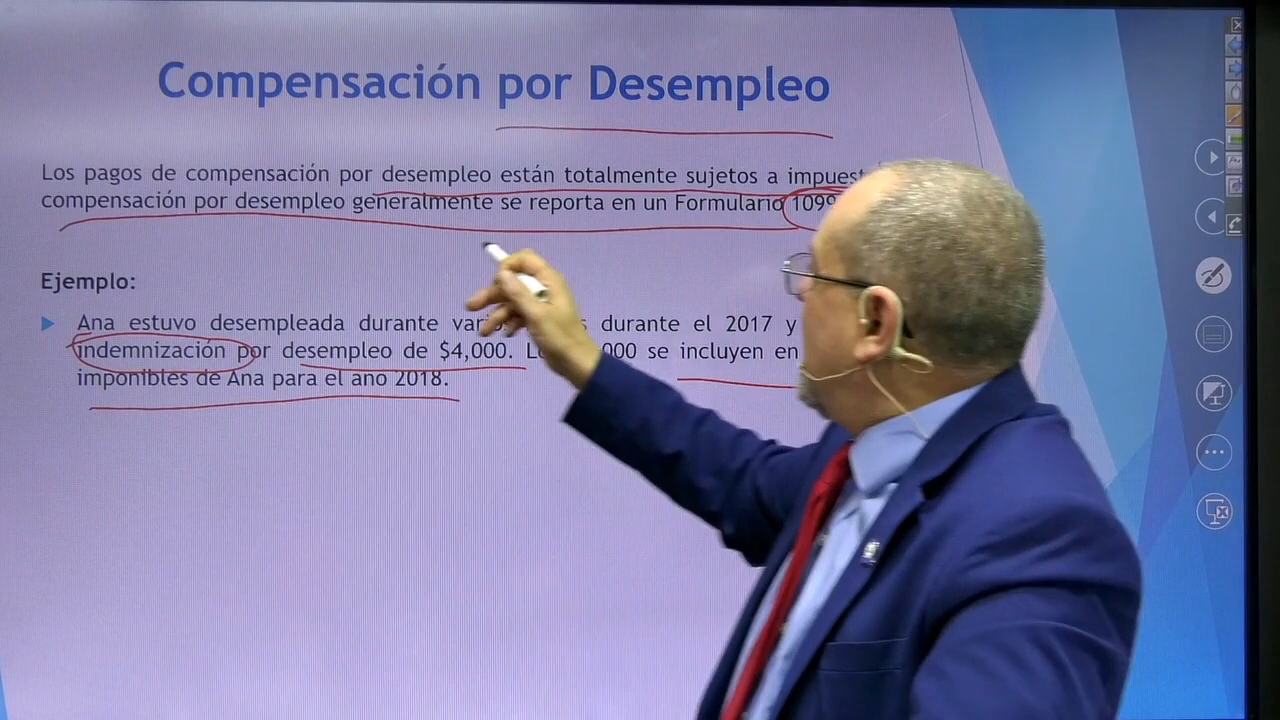 Compensación por Desempleo
Los pagos de compensación por desempleo están totalmente sujetos a
compensación por desempleo generalmente se reporta en un Formulario 1099
Ejemplo:
Ana estuvo desempleada durante durante el 2017 y
indemnización por desempleo de $4,000. se incluyen en
imponibles de Ana para el ano 2018.